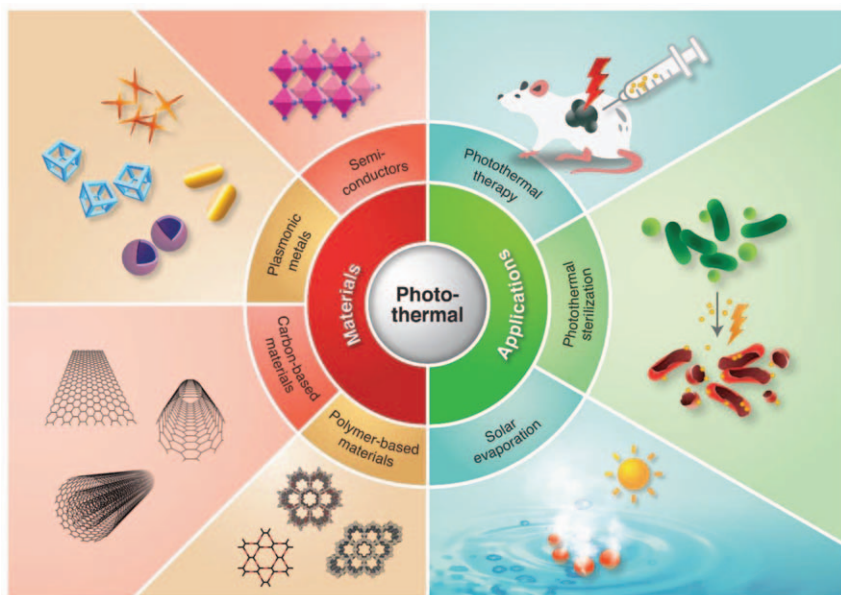 Photo-
thermal
Materials
Semi-
conductors
Plasmonic
metals
Carbon-based
materials
Polymer-based
materials
Applications
Photothermal
therapy
Photothermal
sterilization
Solar
evaporation